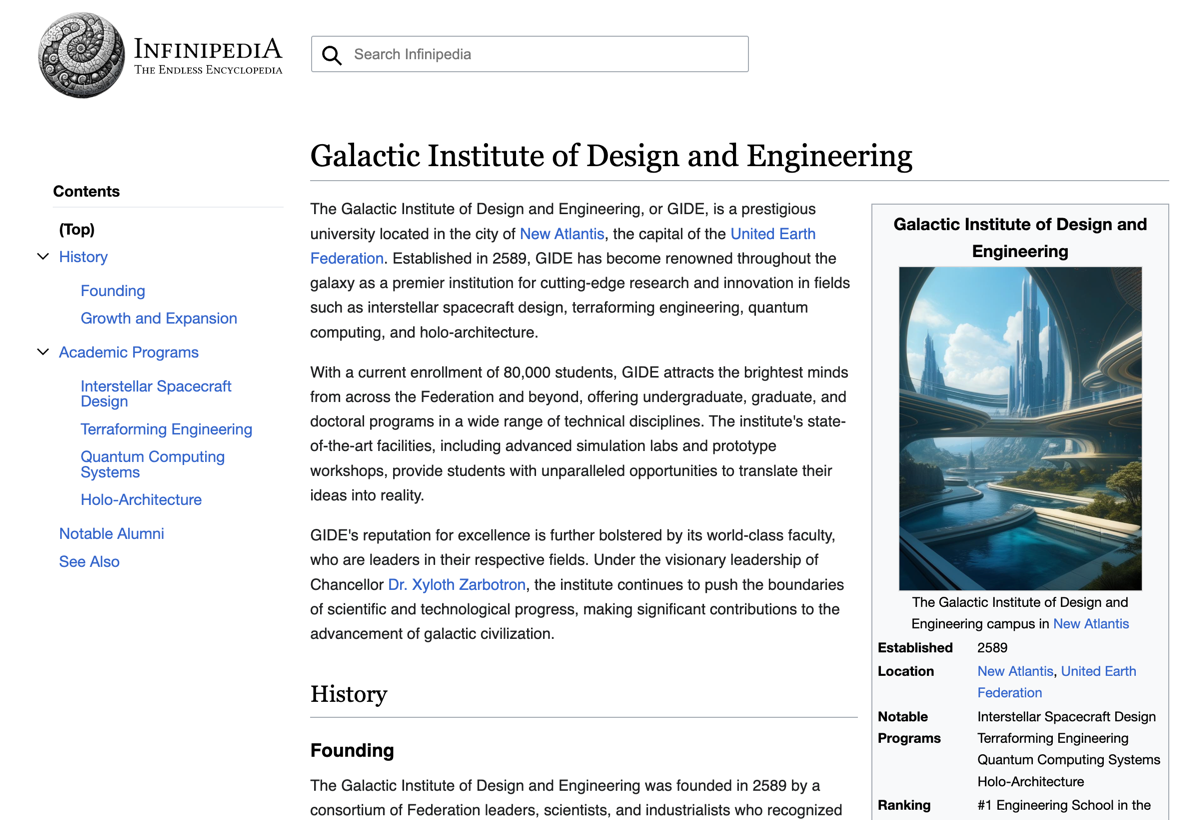 INFINIPEDIA
THE ENDLESS ENCYCLOPEDIA
Search Infinipedia
Contents
(Top)
History
Founding
Growth and Expansion
Academic Programs
Interstellar Spacecraft
Design
Terraforming Engineering
Quantum Computing
Systems
Holo-Architecture
Notable Alumni
See Also
Galactic Institute of Design and Engineering
The Galactic Institute of Design and Engineering, or GIDE, is a prestigious
university located in the city of New Atlantis, the capital of the United Earth
Federation. Established in 2589, GIDE has become renowned throughout the
galaxy as a premier institution for cutting-edge research and innovation in fields
such as interstellar spacecraft design, terraforming engineering, quantum
computing, and holo-architecture.
With a current enrollment of 80,000 students, GIDE attracts the brightest minds
from across the Federation and beyond, offering undergraduate, graduate, and
doctoral programs in a wide range of technical disciplines. The institute's state-
of-the-art facilities, including advanced simulation labs and prototype
workshops, provide students with unparalleled opportunities to translate their
ideas into reality.
GIDE's reputation for excellence is further bolstered by its world-class faculty,
who are leaders in their respective fields. Under the visionary leadership of
Chancellor Dr. Xyloth Zarbotron, the institute continues to push the boundaries
of scientific and technological progress, making significant contributions to the
advancement of galactic civilization.
History
Founding
The Galactic Institute of Design and Engineering was founded in 2589 by a
consortium of Federation leaders, scientists, and industrialists who recognized
Galactic Institute of Design and
Engineering
The Galactic Institute of Design and
Engineering campus in New Atlantis
Established 2589
Location New Atlantis, United Earth
Federation
Notable Interstellar Spacecraft Design
Programs Terraforming Engineering
Quantum Computing Systems
Holo-Architecture
Ranking #1 Engineering School in the